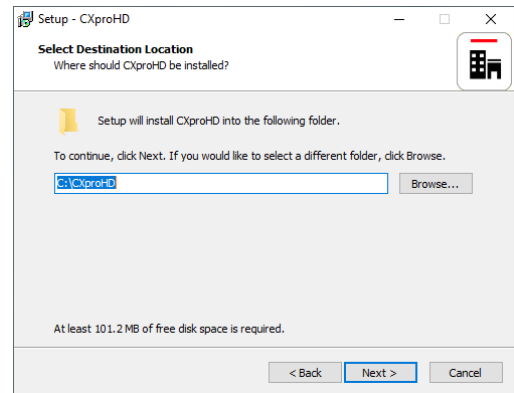 Setup - CXproHD
Select Destination Location
Where should CXproHD be installed?
Setup will install CXproHD into the following folder.
To continue, click Next. If you would like to select a different folder, click Browse.
C:\CXproHD
Browse...
At least 101.2 MB of free disk space is required.
< Back
Next >
Cancel